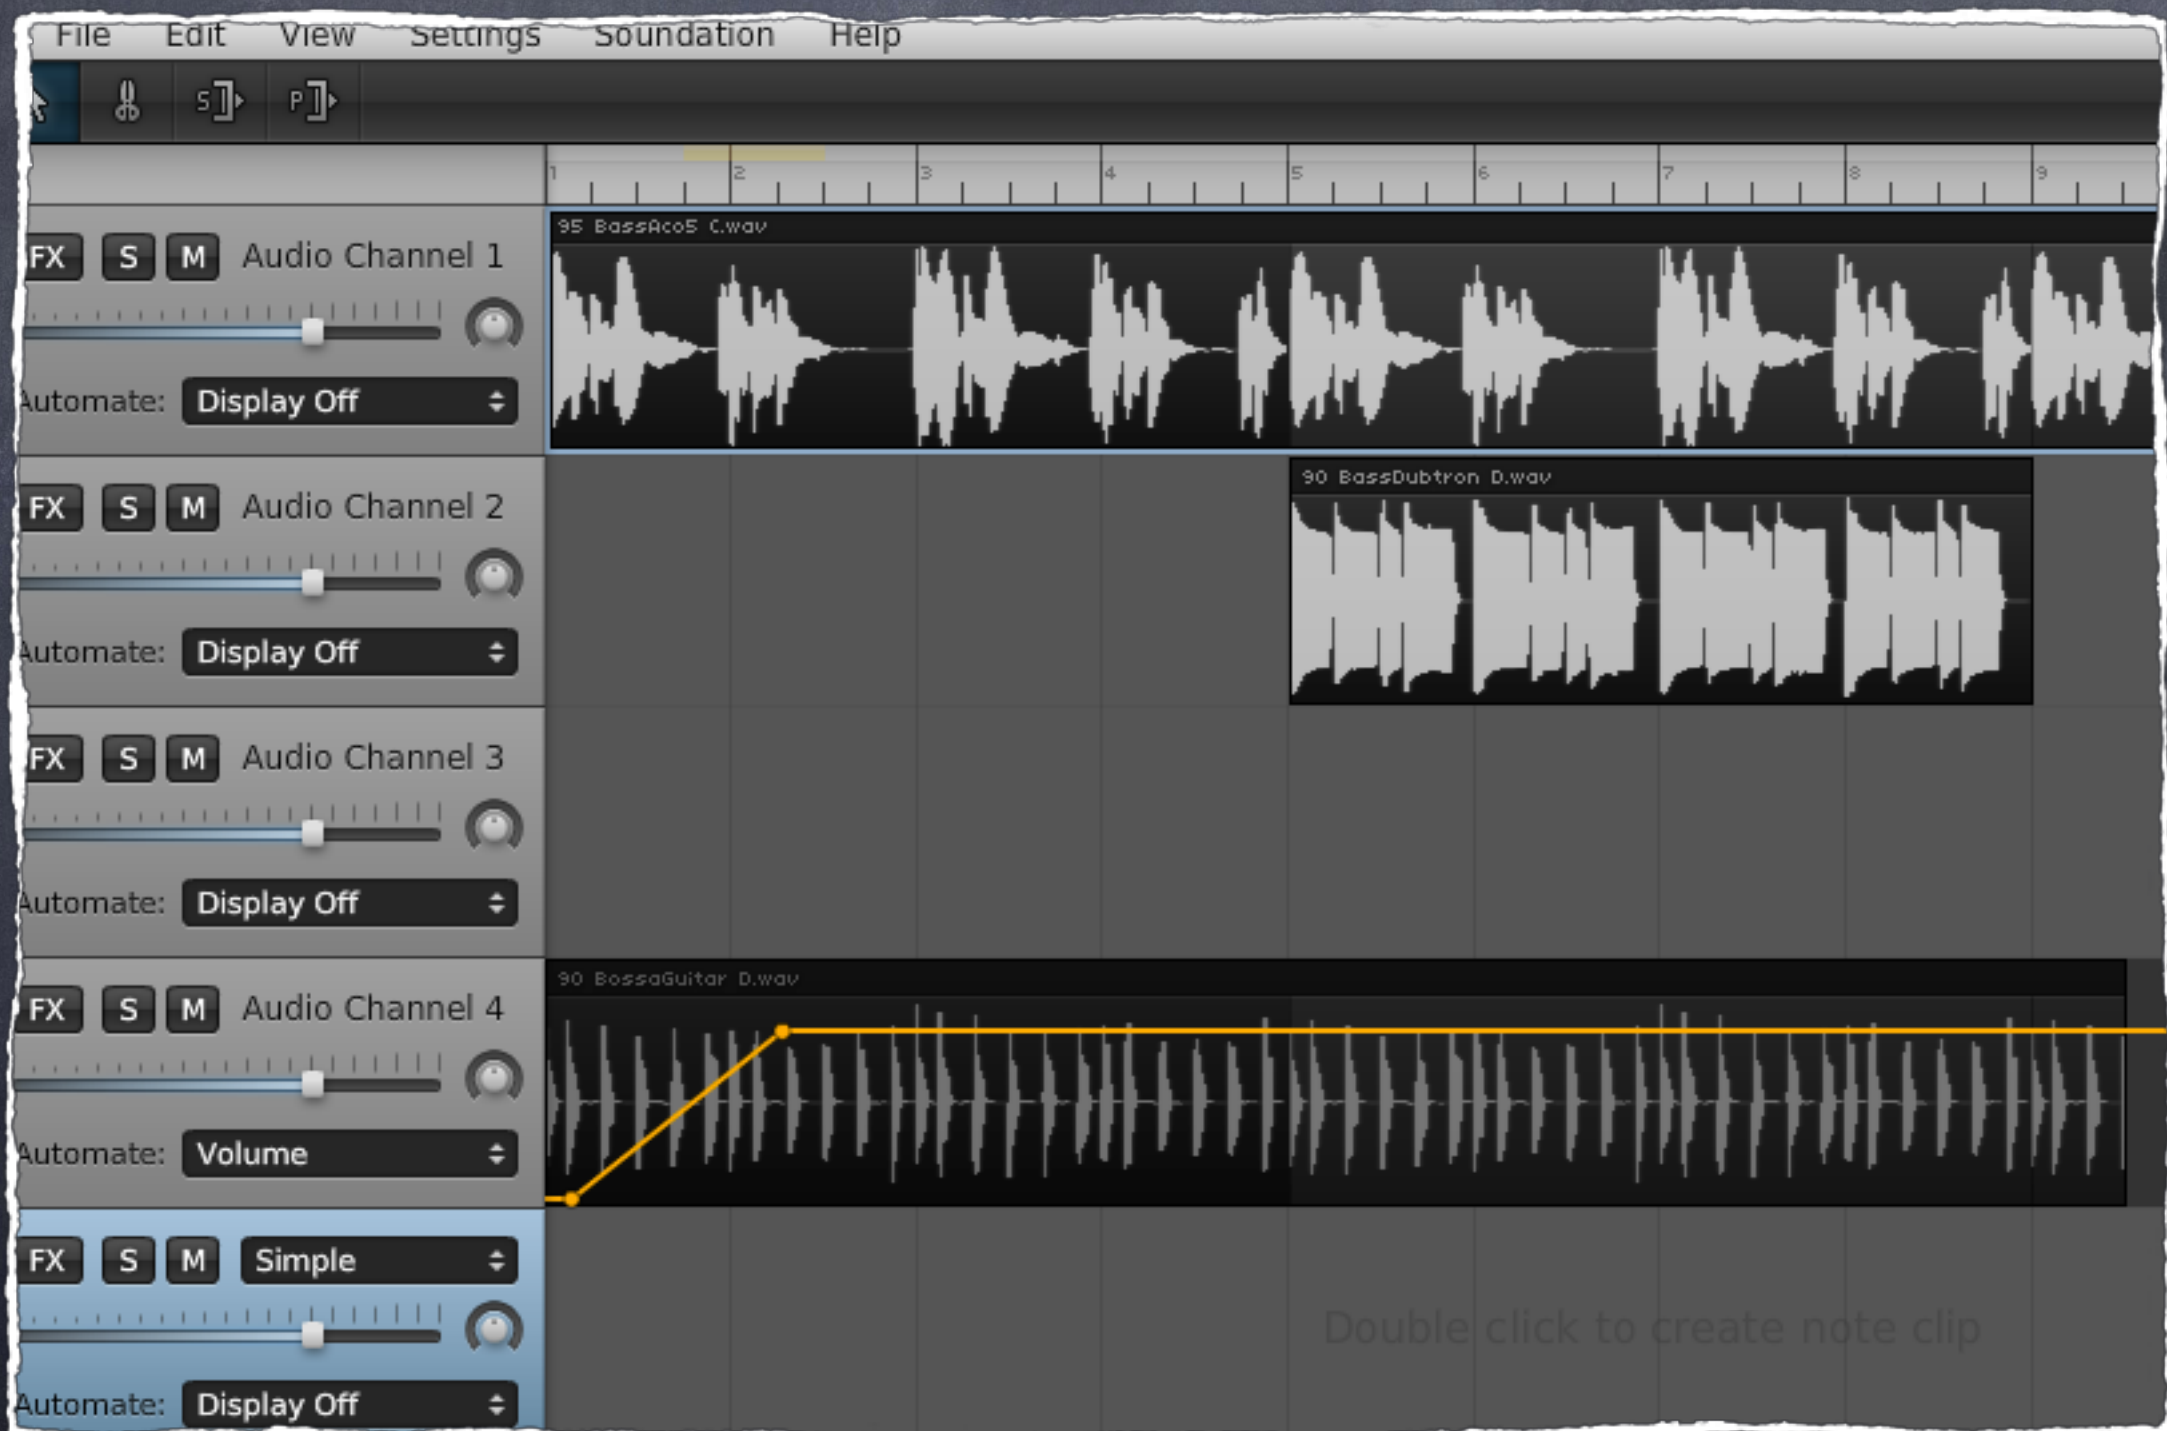 File Edit View Settings Soundation Help
S P
1 2 3 4 5 6 7 8 9
95 BassAco5 C.wav
FX S M Audio Channel 1
Automate: Display Off
90 BassDubtron D.wav
FX S M Audio Channel 2
Automate: Display Off
FX S M Audio Channel 3
Automate: Display Off
90 BossaGuitar D.wav
FX S M Audio Channel 4
Automate: Volume
FX S M Simple
Double click to create note clip
Automate: Display Off